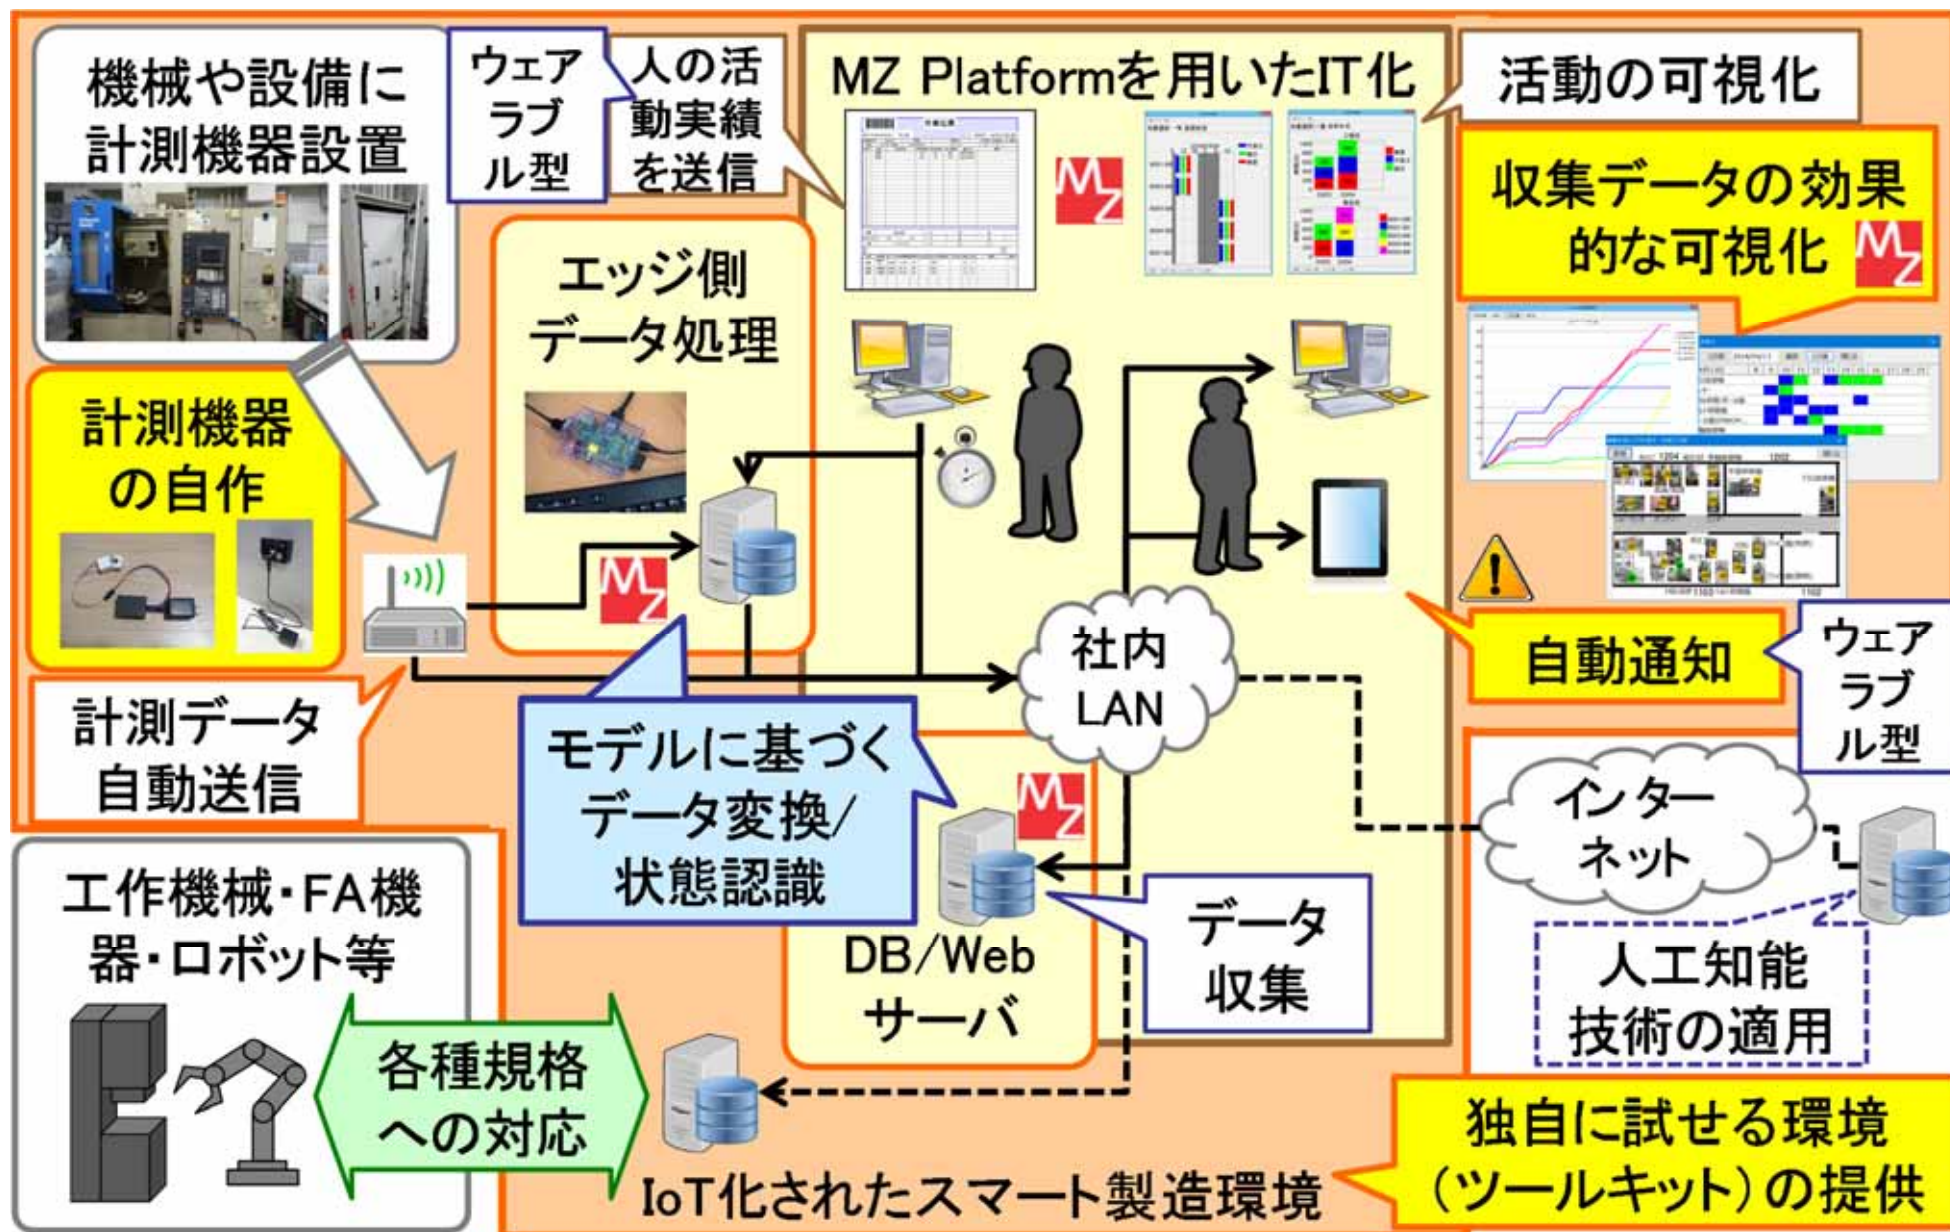 機械や設備に
計測機器設置
ウェア
ラブ
ル型
人の活
動実績
を送信
MZ Platformを用いたIT化
活動の可視化
収集データの効果
的な可視化
MZ
MZ
エッジ側
データ処理
計測機器
の自作
MZ
計測データ
自動送信
社内
LAN
自動通知
ウェア
ラブ
ル型
モデルに基づく
データ変換/
状態認識
MZ
インター
ネット
工作機械・FA機
器・ロボット等
DB/Web
サーバ
データ
収集
人工知能
技術の適用
各種規格
への対応
IoT化されたスマート製造環境
独自に試せる環境
(ツールキット)の提供
1204
1202
1103
1102